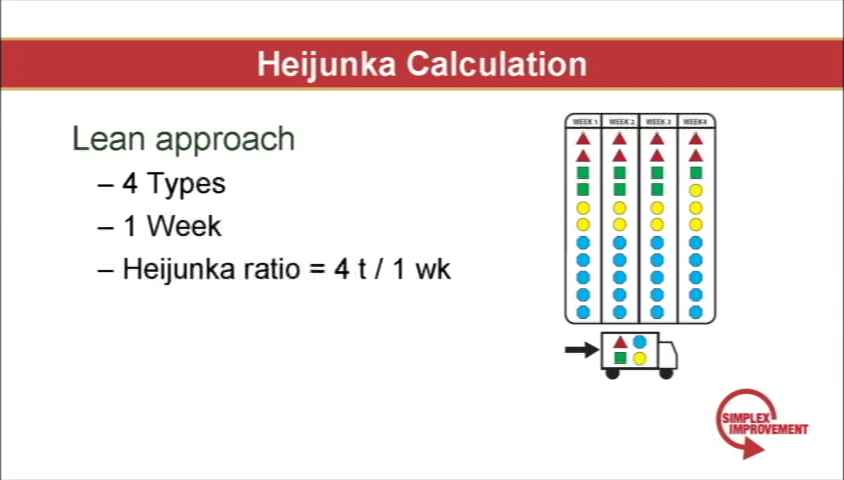 Heijunka Calculation
Lean approach
– 4 Types
– 1 Week
– Heijunka ratio = 4 t / 1 wk
WEEK 1 WEEK 2 WEEK 3 WEEK 4
SIMPLEX
IMPROVEMENT